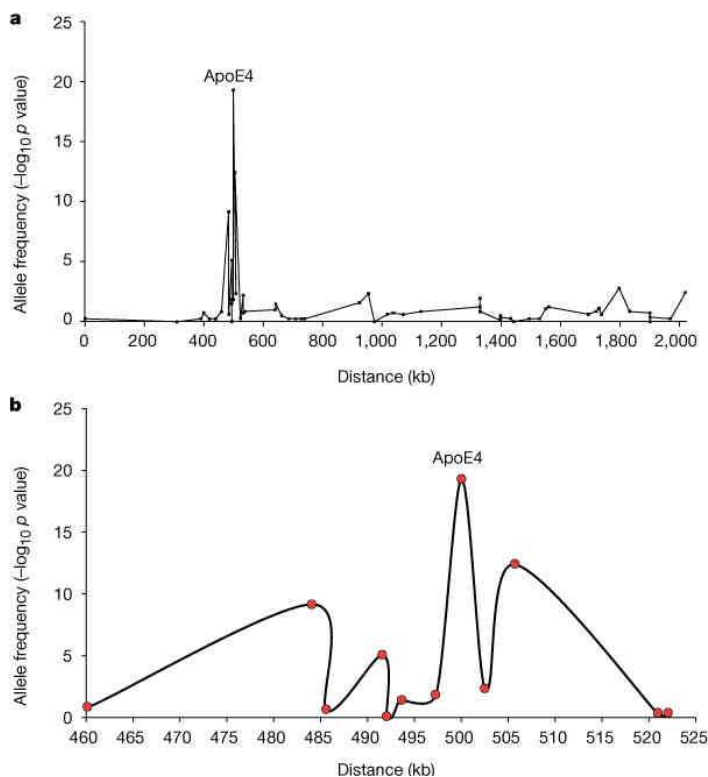 a
25
ApoE4
20
15
10
5
0
Allele frequency (–log10 p value)
0 200 400 600 800 1,000 1,200 1,400 1,600 1,800 2,000
Distance (kb)
b
25
ApoE4
20
15
10
5
0
Allele frequency (–log10 p value)
460 465 470 475 480 485 490 495 500 505 510 515 520 525
Distance (kb)